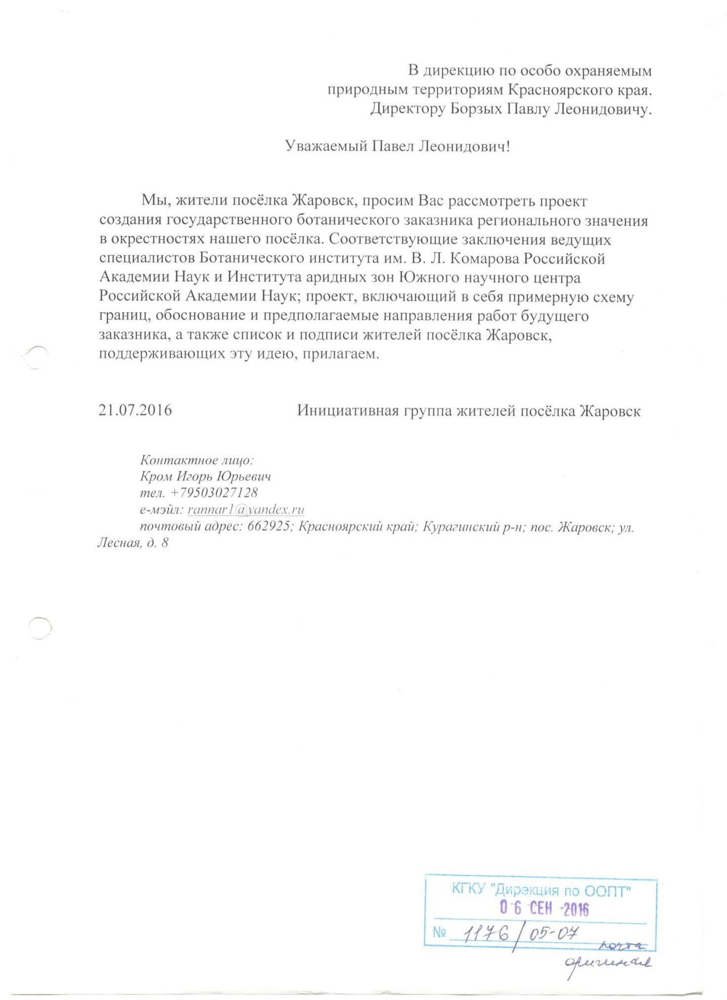 В дирекцию по особо охраняемым
природным территориям Красноярского края.
Директору Борзых Павлу Леонидовичу.
Уважаемый Павел Леонидович!
Мы, жители посёлка Жаровск, просим Вас рассмотреть проект
создания государственного ботанического заказника регионального значения
в окрестностях нашего посёлка. Соответствующие заключения ведущих
специалистов Ботанического института им. В. Л. Комарова Российской
Академии Наук и Института аридных зон Южного научного центра
Российской Академии Наук; проект, включающий в себя примерную схему
границ, обоснование и предполагаемые направления работ будущего
заказника, а также список и подписи жителей посёлка Жаровск,
поддерживающих эту идею, прилагаем.
21.07.2016 Инициативная группа жителей посёлка Жаровск
Контактное лицо:
Кром Игорь Юрьевич
тел. +79503027128
е-мэйл: rannar1@yandex.ru
почтовый адрес: 662925; Красноярский край; Курагинский р-н; пос. Жаровск; ул.
Лесная, д. 8
КГКУ "Дирекция по ООПТ"
06 СЕН 2016
№ 1176/05-07
почта
оригинал